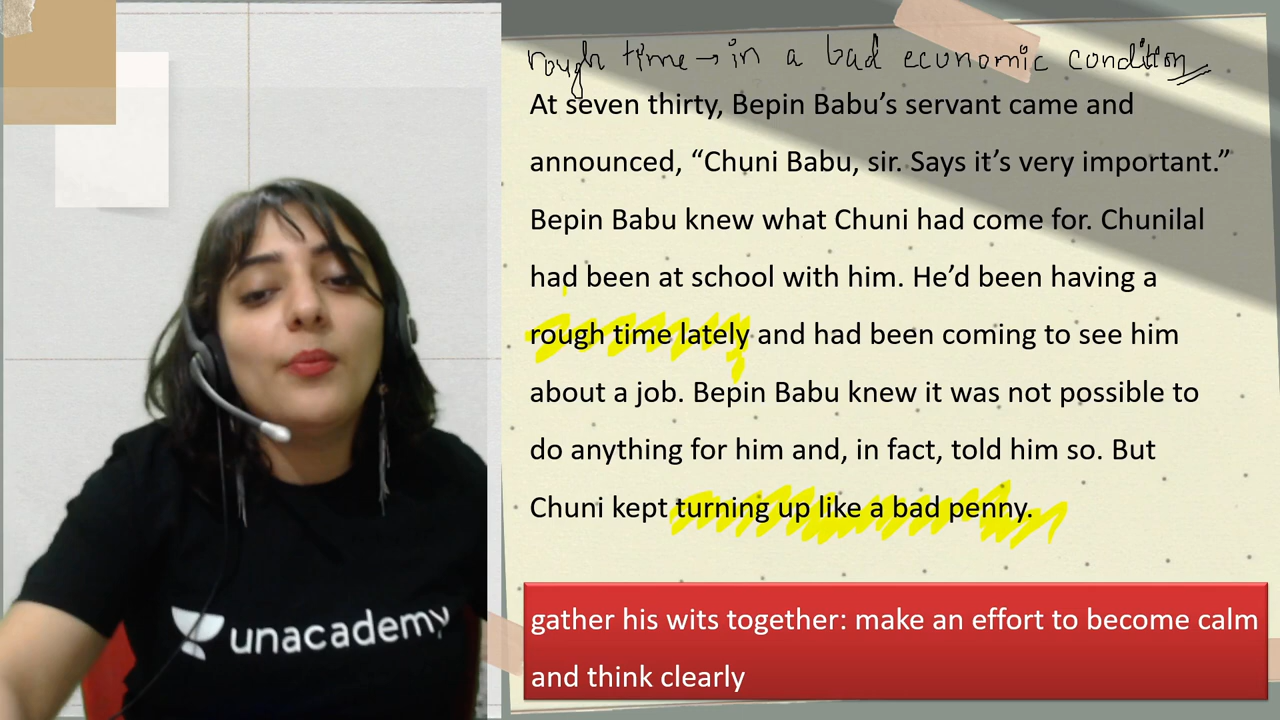 rough time → in a bad economic condition
At seven thirty, Bepin Babu’s servant came and
announced, “Chuni Babu, sir. Says it’s very important.”
Bepin Babu knew what Chuni had come for. Chunilal
had been at school with him. He’d been having a
rough time lately and had been coming to see him
about a job. Bepin Babu knew it was not possible to
do anything for him and, in fact, told him so. But
Chuni kept turning up like a bad penny.
gather his wits together: make an effort to become calm
and think clearly
unacademy